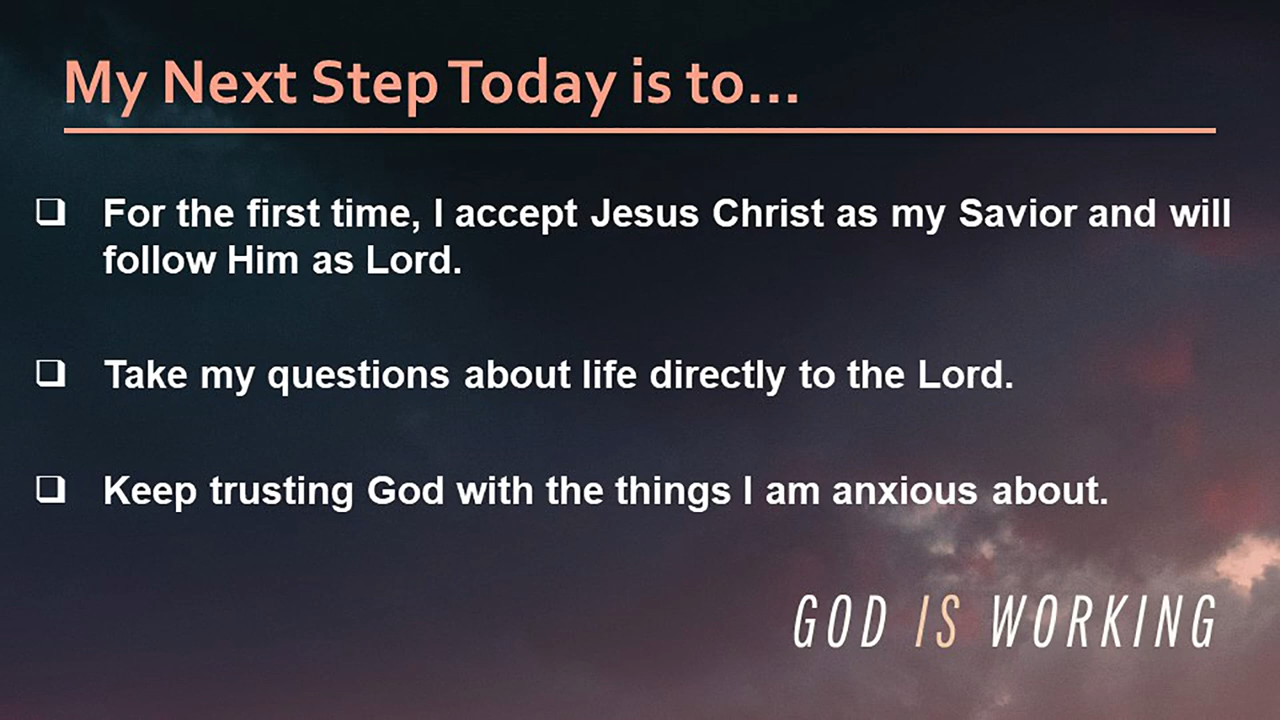 My Next Step Today is to...
❑ For the first time, I accept Jesus Christ as my Savior and will
follow Him as Lord.
❑ Take my questions about life directly to the Lord.
❑ Keep trusting God with the things I am anxious about.
GOD IS WORKING